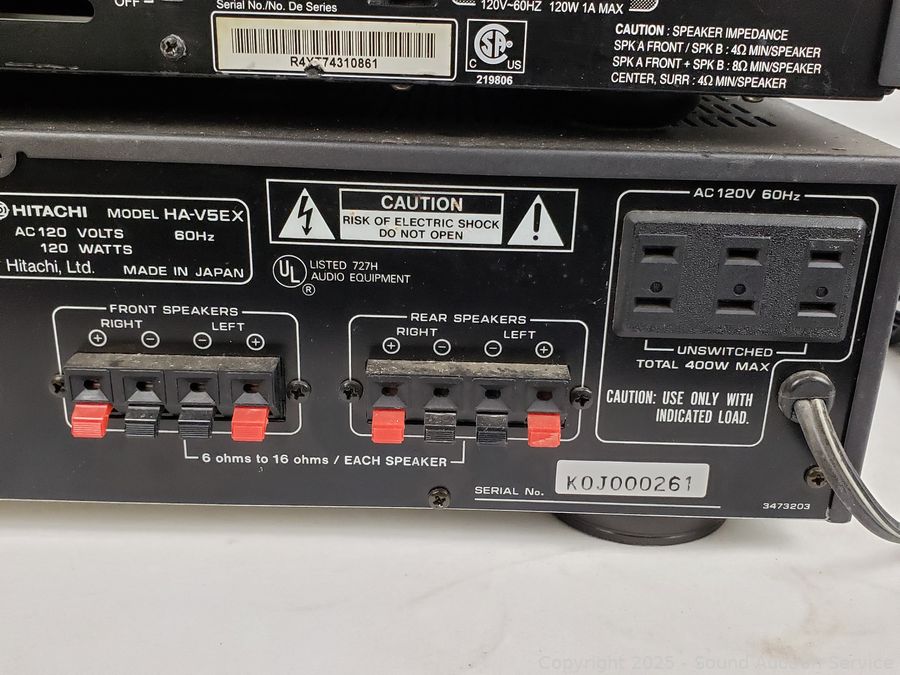 OFF
Serial No./No. De Series
120V~60HZ 120W 1A MAX
R4X
74310861
C US
219806
CAUTION : SPEAKER IMPEDANCE
SPK A FRONT / SPK B : 4Ω MIN/SPEAKER
SPK A FRONT + SPK B : 8Ω MIN/SPEAKER
CENTER, SURR : 4Ω MIN/SPEAKER
HITACHI MODEL HA-V5EX
AC 120 VOLTS 60Hz
120 WATTS
Hitachi, Ltd. MADE IN JAPAN
CAUTION
RISK OF ELECTRIC SHOCK
DO NOT OPEN
UL ®
LISTED 727H
AUDIO EQUIPMENT
AC 120V 60Hz
UNSWITCHED
TOTAL 400W MAX
CAUTION: USE ONLY WITH
INDICATED LOAD.
FRONT SPEAKERS
RIGHT LEFT
+ − − +
REAR SPEAKERS
RIGHT LEFT
+ − − +
6 ohms to 16 ohms / EACH SPEAKER
SERIAL No. K0J000261
3473203
Copyright 2025 - Sound Auction Service